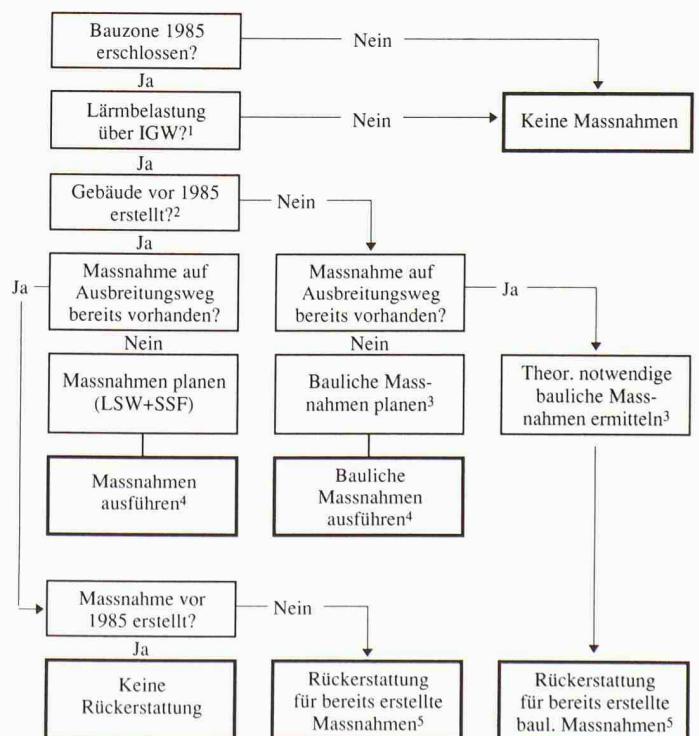 Bauzone 1985
erschlossen?
Nein
Ja
Lärmbelastung
über IGW?¹
Nein
Keine Massnahmen
Ja
Gebäude vor 1985
erstellt?²
Nein
Ja
Ja
Massnahme auf
Ausbreitungsweg
bereits vorhanden?
Massnahme auf
Ausbreitungsweg
bereits vorhanden?
Ja
Nein
Nein
Massnahmen planen
(LSW+SSF)
Bauliche Mass-
nahmen planen³
Theor. notwendige
bauliche Mass-
nahmen ermitteln³
Massnahmen
ausführen⁴
Bauliche
Massnahmen
ausführen⁴
Massnahme vor
1985 erstellt?
Nein
Ja
Keine
Rückerstattung
Rückerstattung
für bereits erstellte
Massnahmen⁵
Rückerstattung
für bereits erstellte
baul. Massnahmen⁵